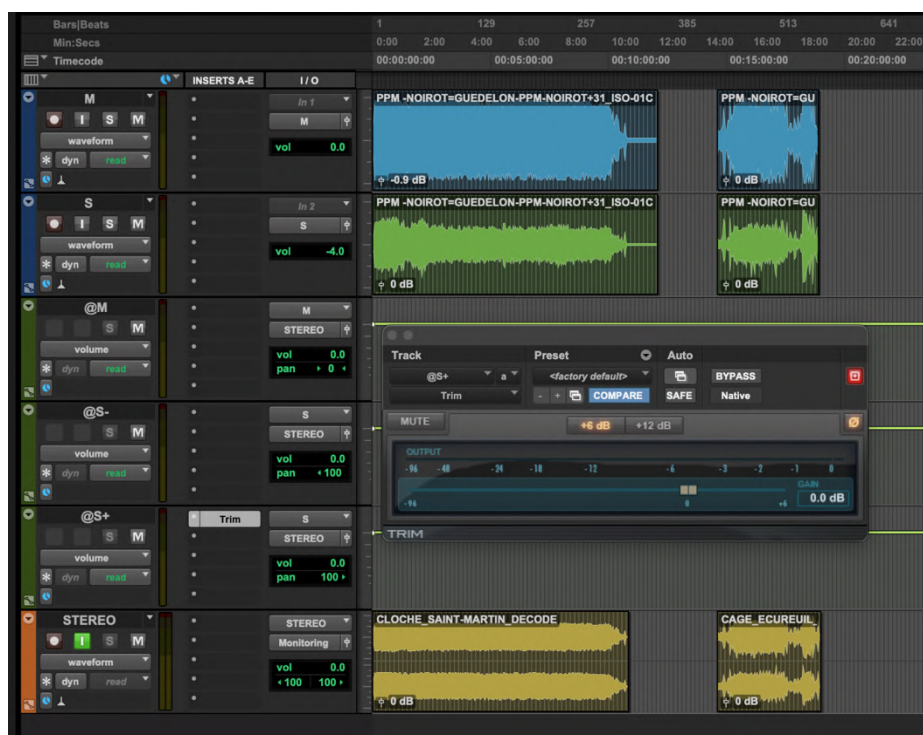 Bars|Beats 1 129 257 385 513 641
Min:Secs 0:00 2:00 4:00 6:00 8:00 10:00 12:00 14:00 16:00 18:00 20:00 22:00
Timecode 00:00:00:00 00:05:00:00 00:10:00:00 00:15:00:00 00:20:00:00
INSERTS A-E I / O
M In 1 PPM -NOIROT=GUEDELON-PPM-NOIROT+31_ISO-01C PPM -NOIROT=GU
I S M M
waveform vol 0.0
dyn read
-0.9 dB 0 dB
S In 2 PPM -NOIROT=GUEDELON-PPM-NOIROT+31_ISO-01C PPM -NOIROT=GU
I S M S
waveform vol -4.0
dyn read
0 dB 0 dB
@M M
S M STEREO
volume vol 0.0
dyn read pan 0
Track Preset Auto
@S+ a <factory default> BYPASS
Trim - + COMPARE SAFE Native
MUTE +6 dB +12 dB
OUTPUT
-96 -48 -24 -18 -12 -6 -3 -2 -1 0
GAIN
-96 0 +6 0.0 dB
TRIM
@S- S
S M STEREO
volume vol 0.0
dyn read pan 100
@S+ Trim S
S M STEREO
volume vol 0.0
dyn read pan 100
STEREO STEREO CLOCHE_SAINT-MARTIN_DECODE CAGE_ECUREUIL_
I S M Monitoring
waveform vol 0.0
dyn read 100 100
0 dB 0 dB